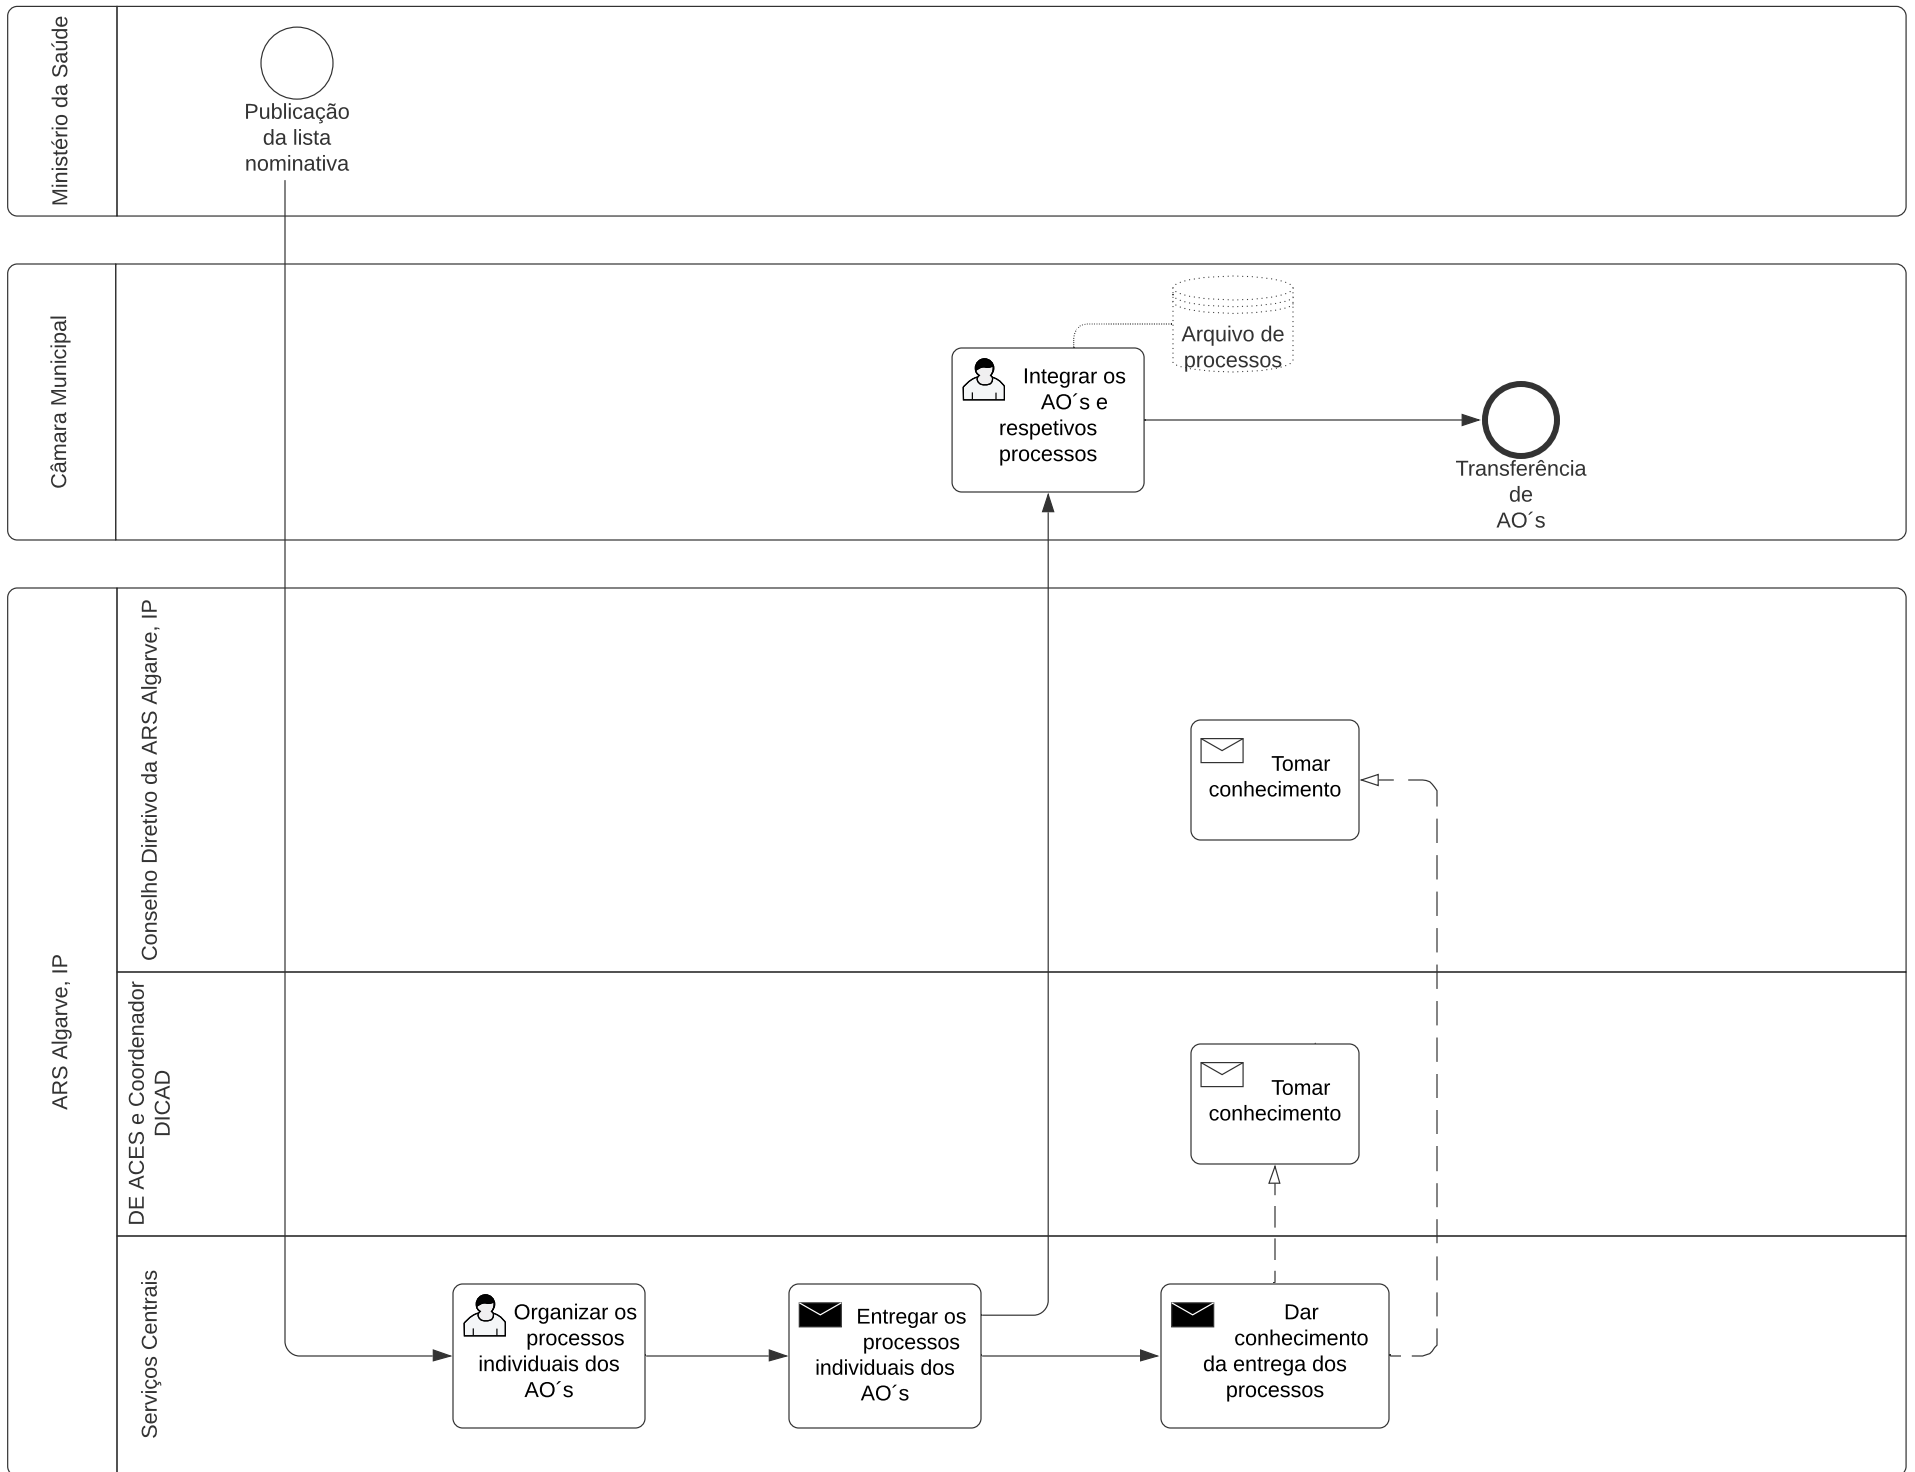 Ministério da Saúde
Publicação
da lista
nominativa
Câmara Municipal
Arquivo de
processos
Integrar os
AO´s e
respetivos
processos
Transferência
de
AO´s
ARS Algarve, IP
Conselho Diretivo da ARS Algarve, IP
Tomar
conhecimento
DE ACES e Coordenador
DICAD
Tomar
conhecimento
Serviços Centrais
Organizar os
processos
individuais dos
AO´s
Entregar os
processos
individuais dos
AO´s
Dar
conhecimento
da entrega dos
processos